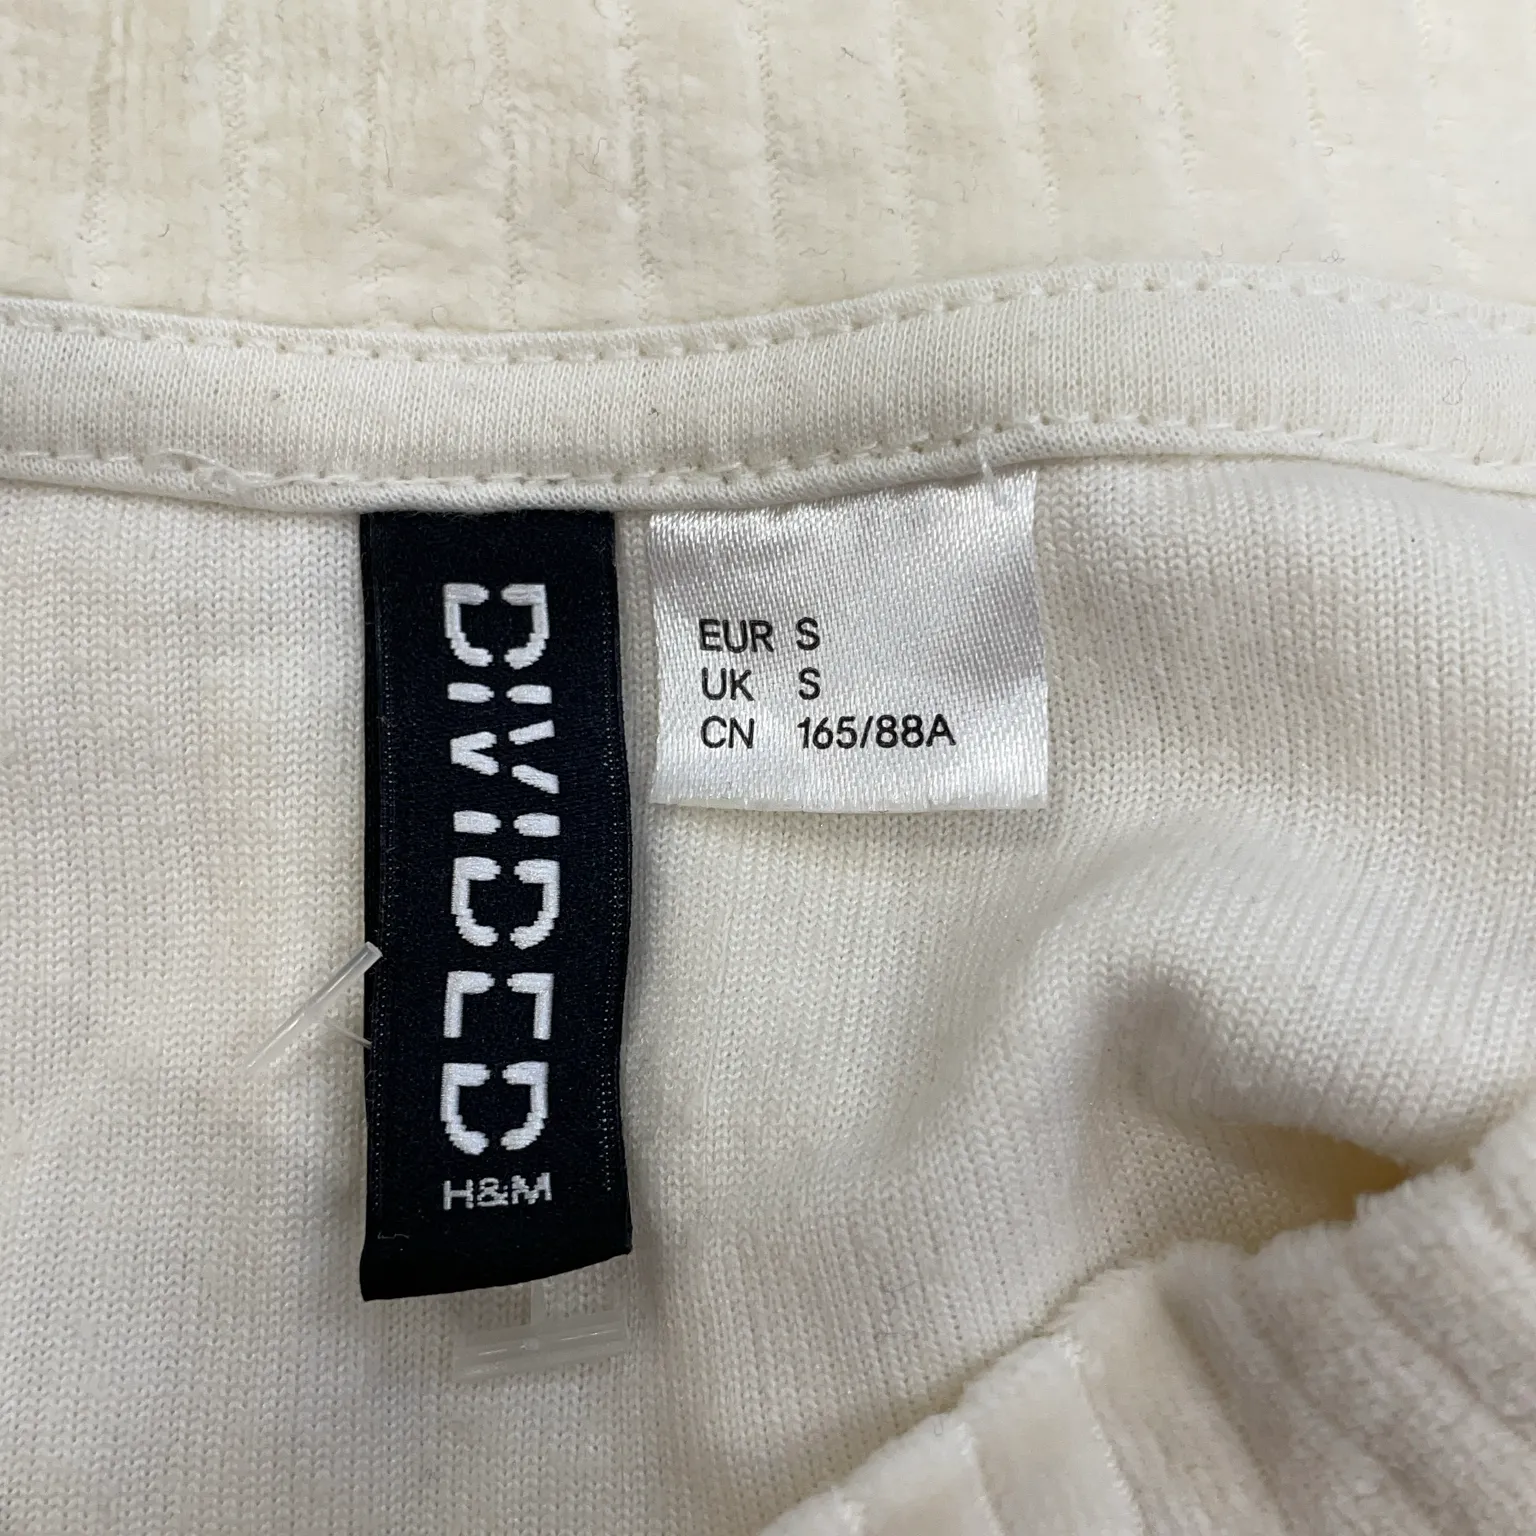 DIVIDED
H&M
EUR S
UK S
CN 165/88A